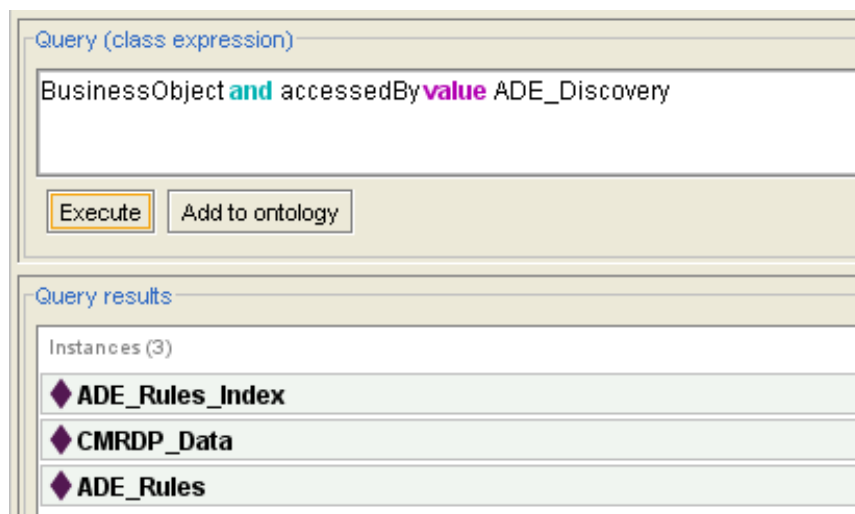 Query (class expression)
BusinessObject and accessedBy value ADE_Discovery
Execute Add to ontology
Query results
Instances (3)
ADE_Rules_Index
CMRDP_Data
ADE_Rules